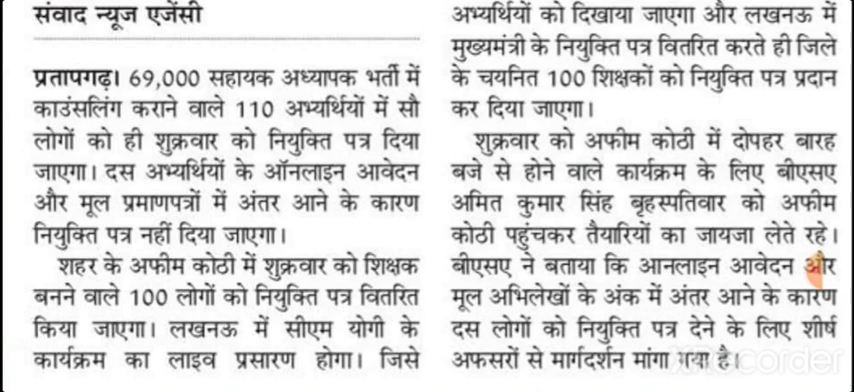 संवाद न्यूज एजेंसी
प्रतापगढ़। 69,000 सहायक अध्यापक भर्ती में
काउंसलिंग कराने वाले 110 अभ्यर्थियों में सौ
लोगों को ही शुक्रवार को नियुक्ति पत्र दिया
जाएगा। दस अभ्यर्थियों के ऑनलाइन आवेदन
और मूल प्रमाणपत्रों में अंतर आने के कारण
नियुक्ति पत्र नहीं दिया जाएगा।
शहर के अफीम कोठी में शुक्रवार को शिक्षक
बनने वाले 100 लोगों को नियुक्ति पत्र वितरित
किया जाएगा। लखनऊ में सीएम योगी के
कार्यक्रम का लाइव प्रसारण होगा। जिसे
अभ्यर्थियों को दिखाया जाएगा और लखनऊ में
मुख्यमंत्री के नियुक्ति पत्र वितरित करते ही जिले
के चयनित 100 शिक्षकों को नियुक्ति पत्र प्रदान
कर दिया जाएगा।
शुक्रवार को अफीम कोठी में दोपहर बारह
बजे से होने वाले कार्यक्रम के लिए बीएसए
अमित कुमार सिंह बृहस्पतिवार को अफीम
कोठी पहुंचकर तैयारियों का जायजा लेते रहे।
बीएसए ने बताया कि आनलाइन आवेदन और
मूल अभिलेखों के अंक में अंतर आने के कारण
दस लोगों को नियुक्ति पत्र देने के लिए शीर्ष
अफसरों से मार्गदर्शन मांगा गया है।
XRecorder